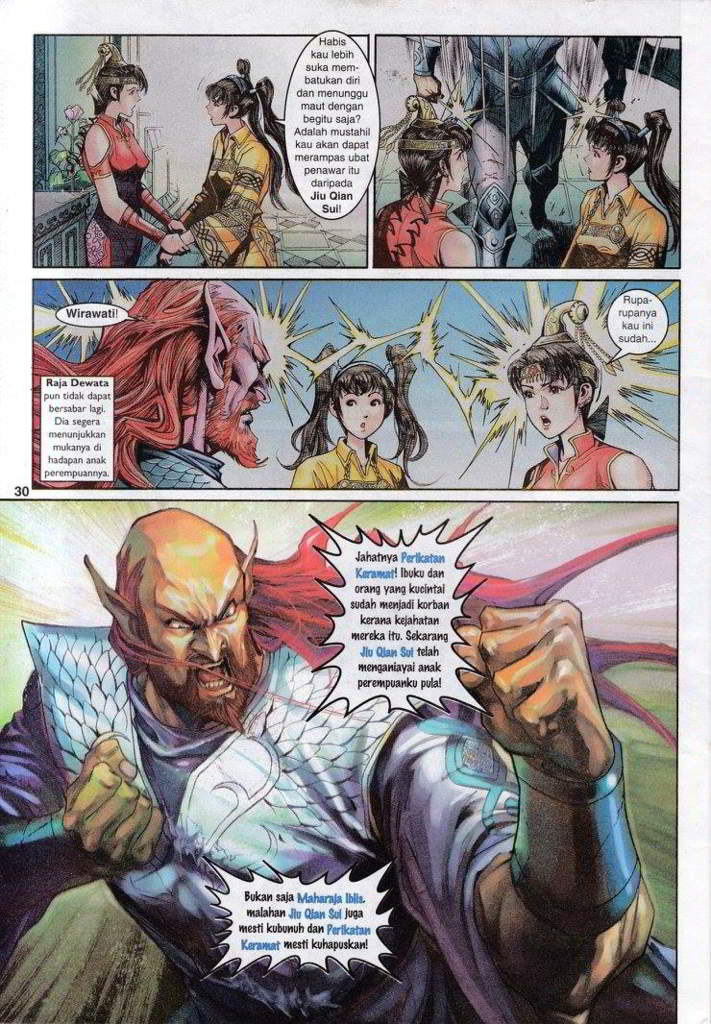 Habis
kau lebih
suka mem-
batukan diri
dan menunggu
maut dengan
begitu saja?
Adalah mustahil
kau akan dapat
merampas ubat
penawar itu
daripada
Jiu Qian
Sui!
Wirawati!
Raja Dewata
pun tidak dapat
bersabar lagi.
Dia segera
menunjukkan
mukanya di
hadapan anak
perempuannya.
Rupa-
rupanya
kau ini
sudah...
30
Jahatnya Perikatan
Keramat! Ibuku dan
orang yang kucintai
sudah menjadi korban
kerana kejahatan
mereka itu. Sekarang
Jiu Qian Sui telah
menganiayai anak
perempuanku pula!
Bukan saja Maharaja Iblis,
malahan Jiu Qian Sui juga
mesti kubunuh dan Perikatan
Keramat mesti kuhapuskan!